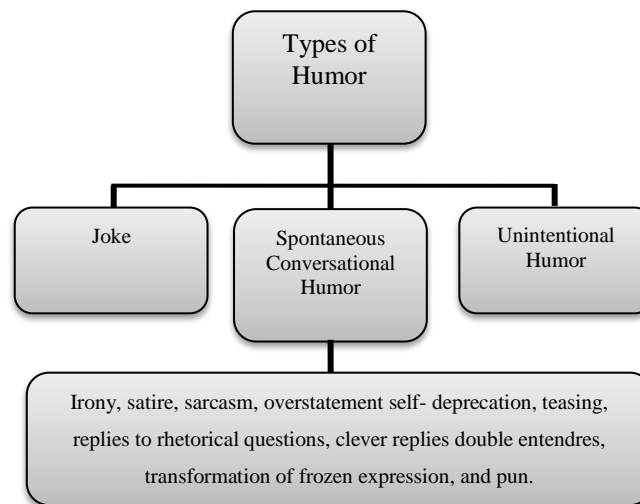 Types of
Humor
Joke
Spontaneous
Conversational
Humor
Unintentional
Humor
Irony, satire, sarcasm, overstatement self- deprecation, teasing,
replies to rhetorical questions, clever replies double entendres,
transformation of frozen expression, and pun.